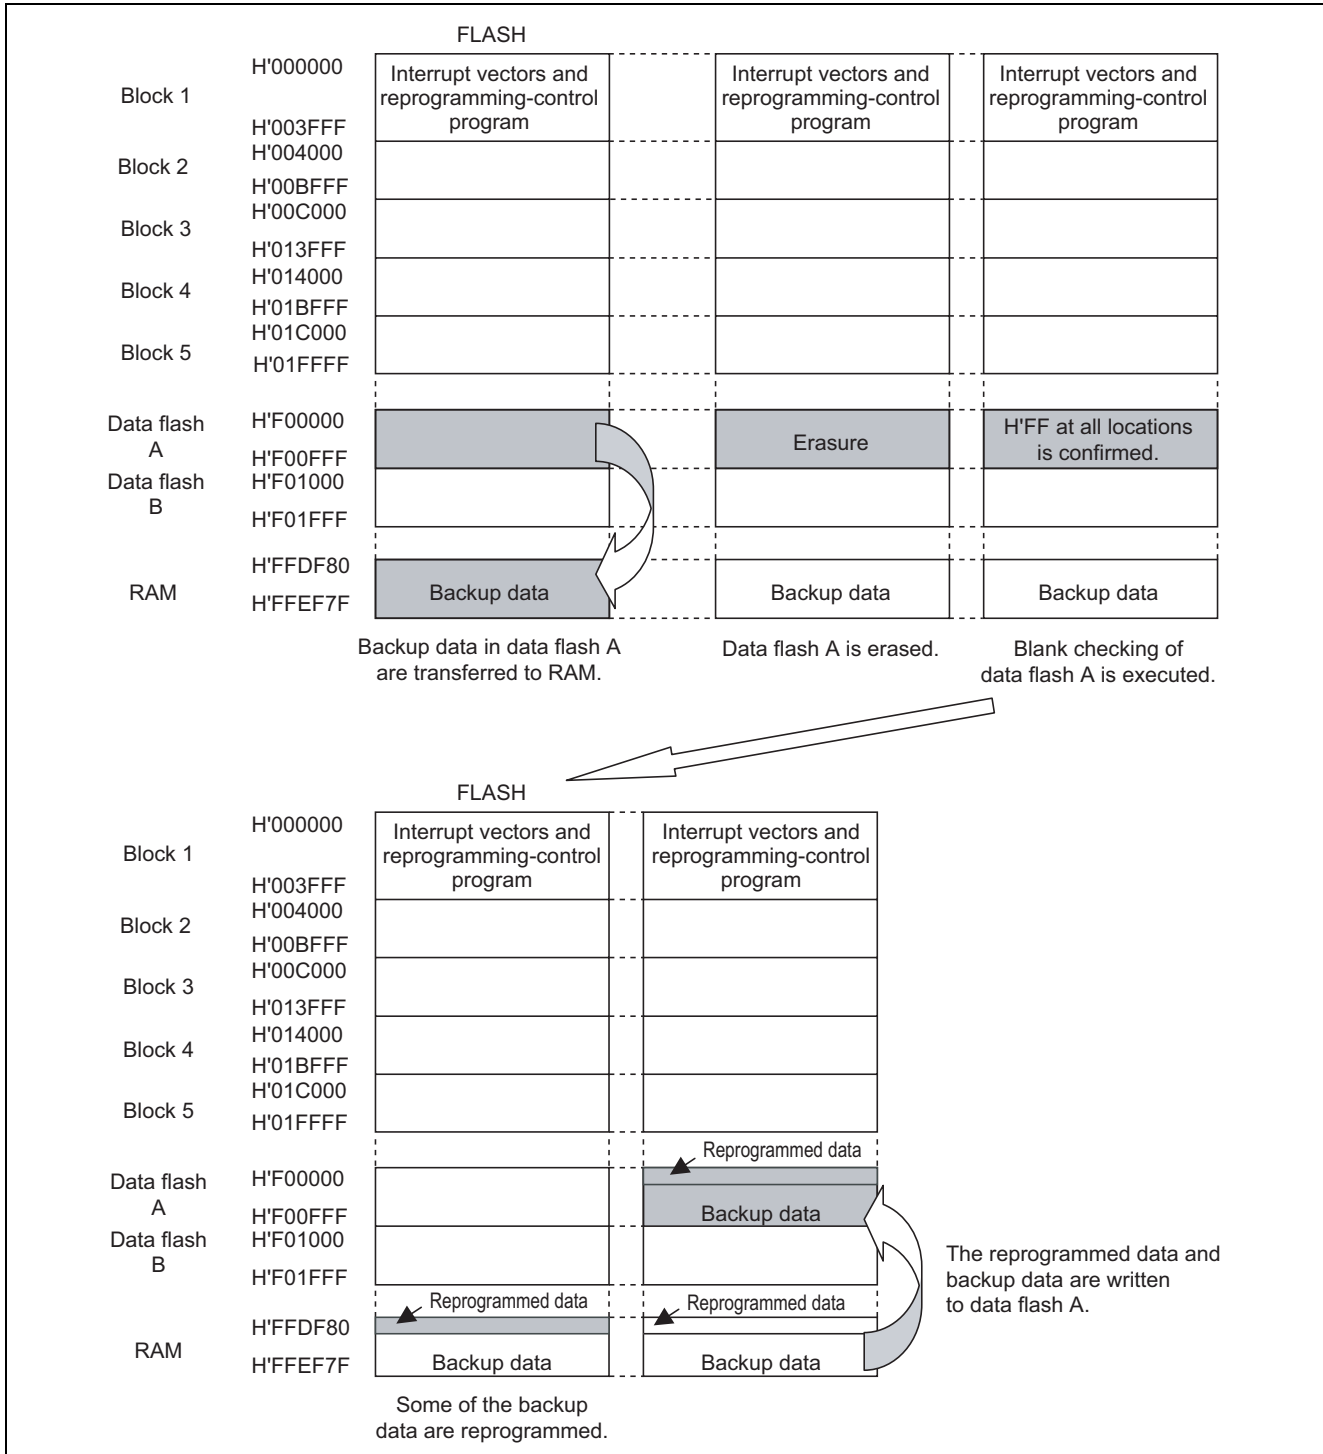 FLASH
H'000000
Interrupt vectors and
reprogramming-control
program
Interrupt vectors and
reprogramming-control
program
Interrupt vectors and
reprogramming-control
program
Block 1
H'003FFF
H'004000
Block 2
H'00BFFF
H'00C000
Block 3
H'013FFF
H'014000
Block 4
H'01BFFF
H'01C000
Block 5
H'01FFFF
Data flash
A
H'F00000
H'F00FFF
Erasure
H'FF at all locations
is confirmed.
Data flash
B
H'F01000
H'F01FFF
RAM
H'FFDF80
H'FFEF7F
Backup data
Backup data
Backup data
Backup data in data flash A
are transferred to RAM.
Data flash A is erased.
Blank checking of
data flash A is executed.
FLASH
H'000000
Interrupt vectors and
reprogramming-control
program
Interrupt vectors and
reprogramming-control
program
Block 1
H'003FFF
H'004000
Block 2
H'00BFFF
H'00C000
Block 3
H'013FFF
H'014000
Block 4
H'01BFFF
H'01C000
Block 5
H'01FFFF
Reprogrammed data
Data flash
A
H'F00000
H'F00FFF
Backup data
Data flash
B
H'F01000
H'F01FFF
The reprogrammed data and
backup data are written
to data flash A.
Reprogrammed data
Reprogrammed data
RAM
H'FFDF80
H'FFEF7F
Backup data
Backup data
Some of the backup
data are reprogrammed.